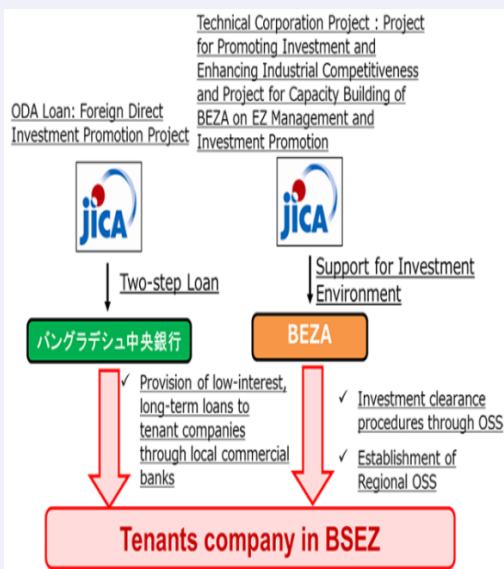 Technical Corporation Project : Project
for Promoting Investment and
Enhancing Industrial Competitiveness
and Project for Capacity Building of
BEZA on EZ Management and
Investment Promotion
ODA Loan: Foreign Direct
Investment Promotion Project
jICA
jICA
Two-step Loan
Support for Investment
Environment
バングラデシュ中央銀行
BEZA
✓ Provision of low-interest,
long-term loans to
tenant companies
through local commercial
banks
✓ Investment clearance
procedures through OSS
✓ Establishment of
Regional OSS
Tenants company in BSEZ